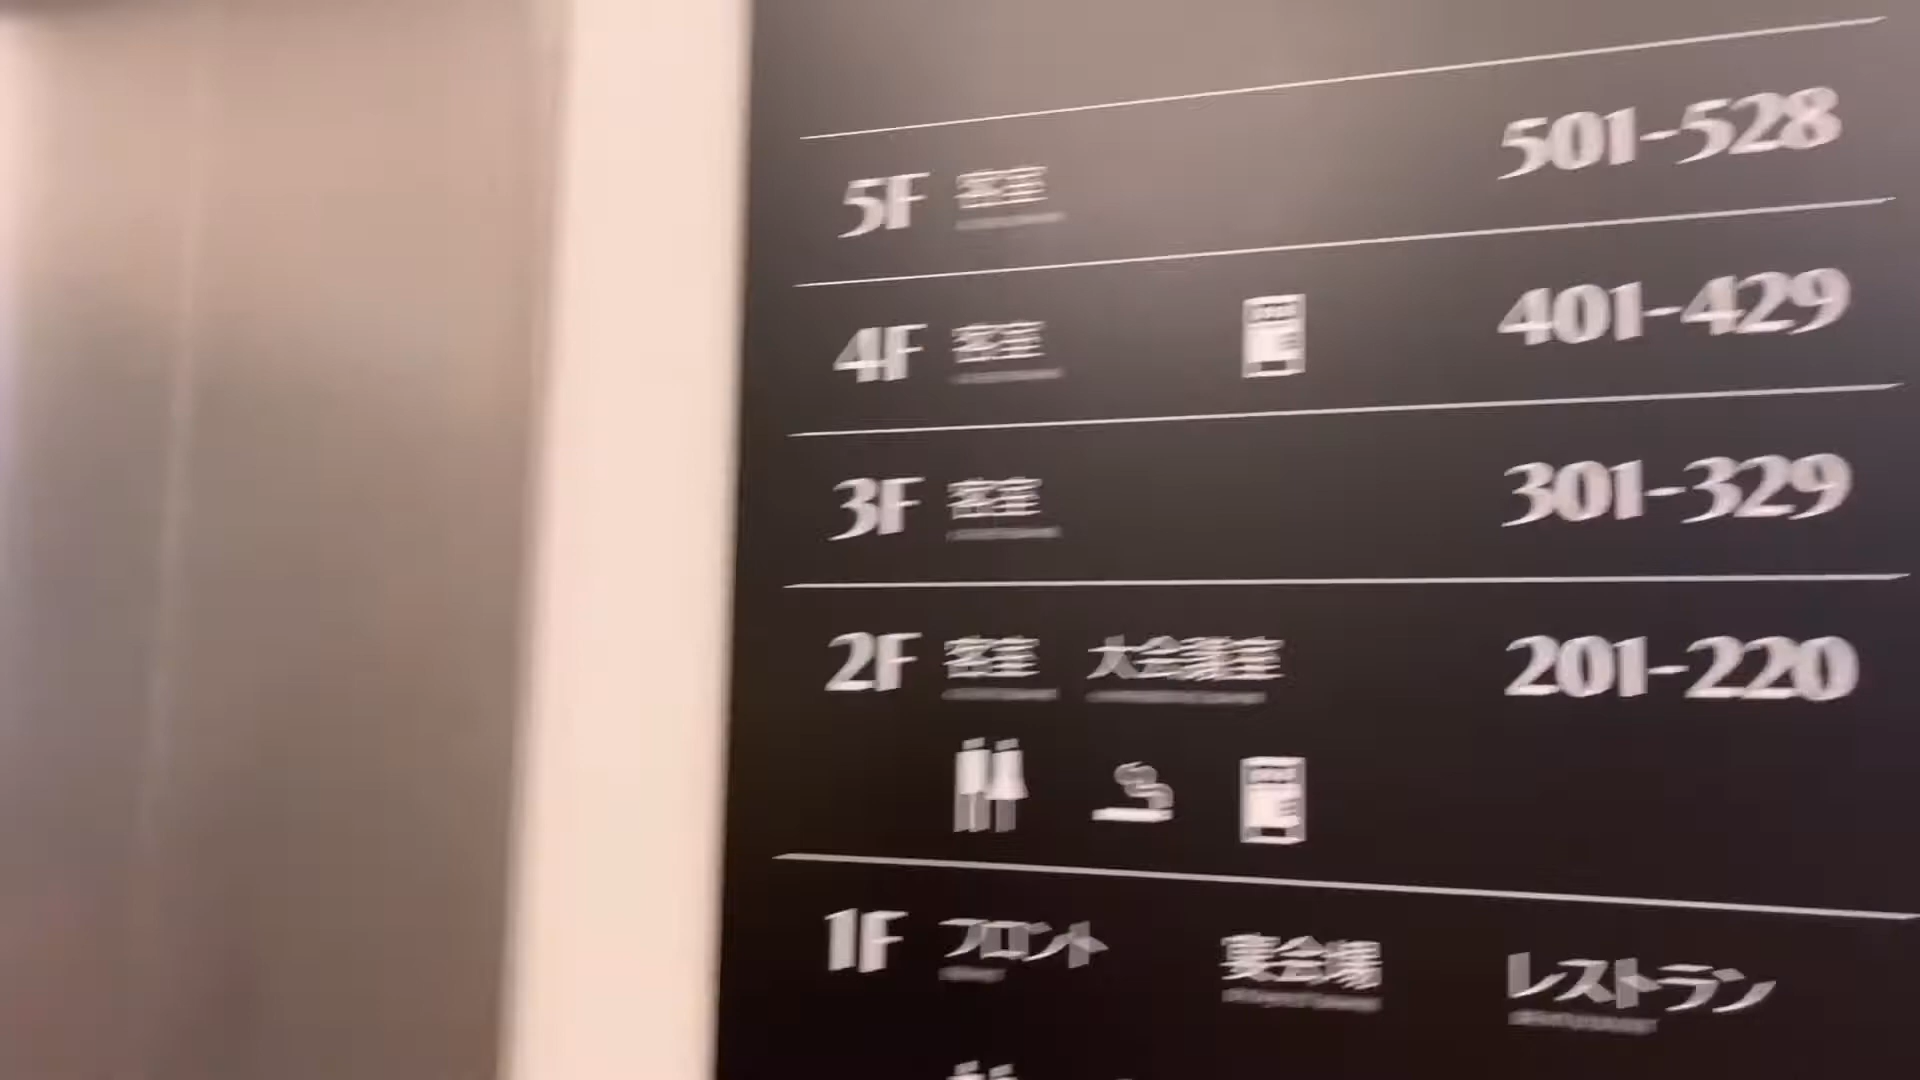 5F 客室 501-528
4F 客室 401-429
3F 客室 301-329
2F 客室 大会議室 201-220
1F フロント 宴会場 レストラン